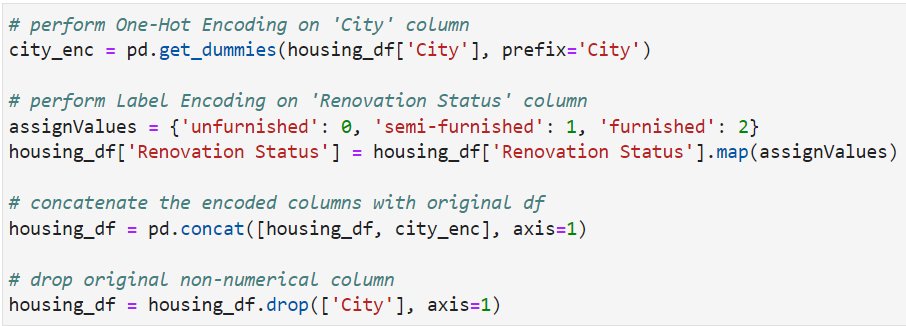 # perform One-Hot Encoding on 'City' column
city_enc = pd.get_dummies(housing_df['City'], prefix='City')
# perform Label Encoding on 'Renovation Status' column
assignValues = {'unfurnished': 0, 'semi-furnished': 1, 'furnished': 2}
housing_df['Renovation Status'] = housing_df['Renovation Status'].map(assignValues)
# concatenate the encoded columns with original df
housing_df = pd.concat([housing_df, city_enc], axis=1)
# drop original non-numerical column
housing_df = housing_df.drop(['City'], axis=1)